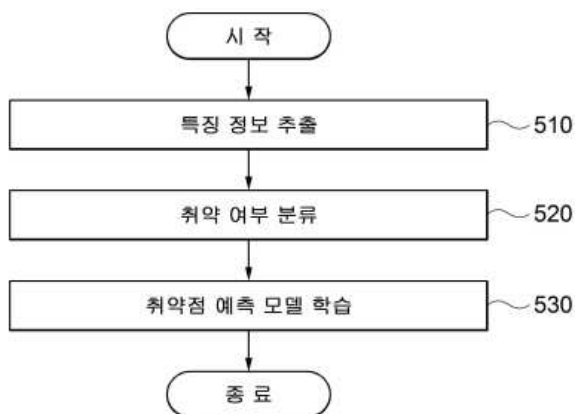 시 작
특징 정보 추출
510
취약 여부 분류
520
취약점 예측 모델 학습
530
종 료